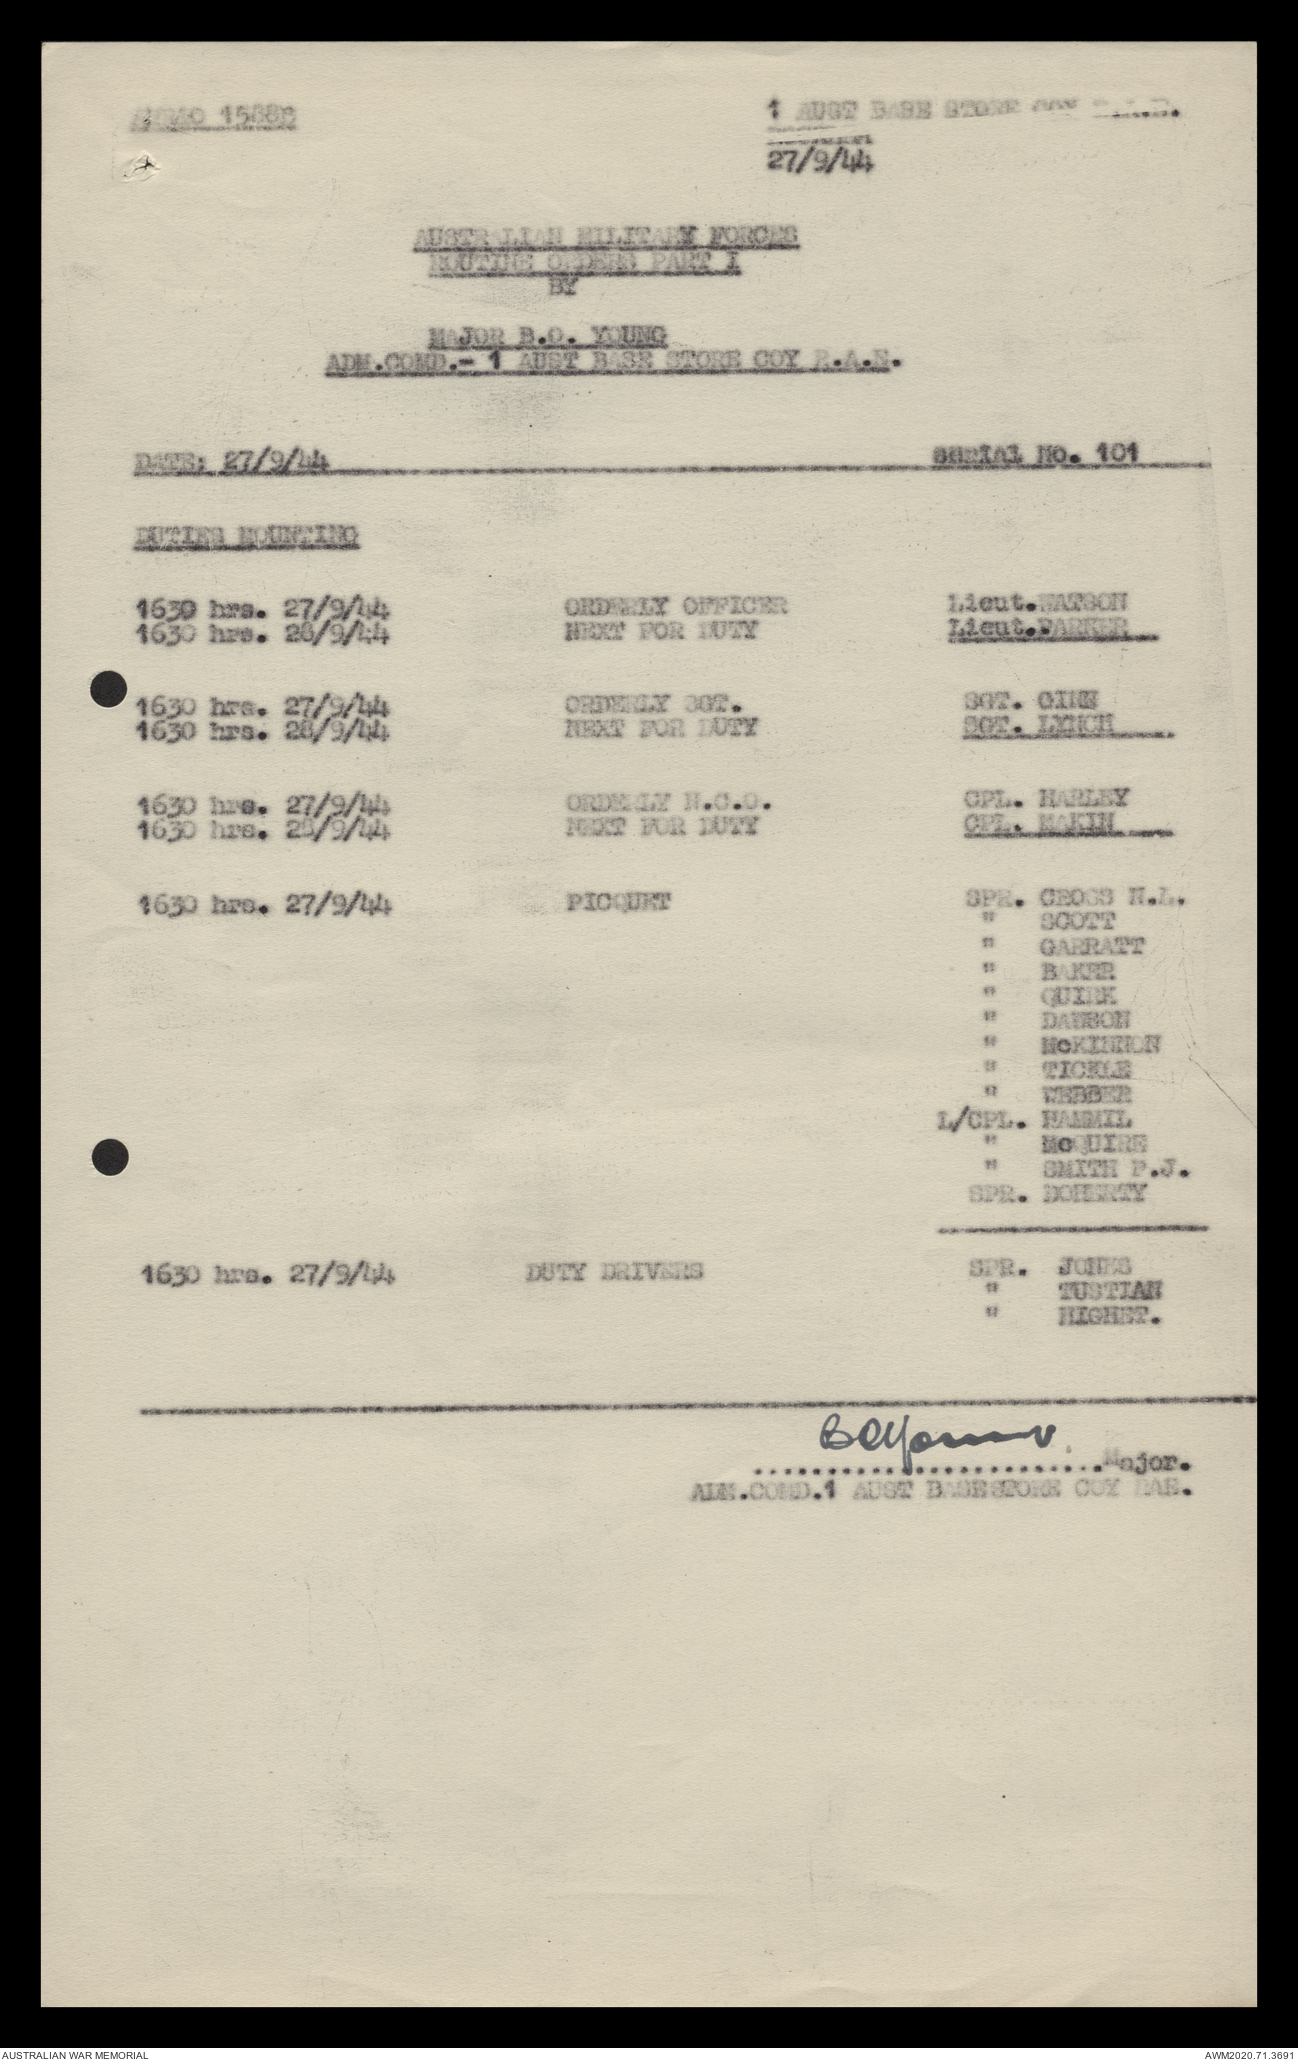 1 AUST BASE STORE COY R.A.E.
27/9/44
AUSTRALIAN MILITARY FORCES
ROUTINE ORDERS PART I
BY
MAJOR B.O. YOUNG
ADM.COMD.- 1 AUST BASE STORE COY R.A.E.
DATE: 27/9/44 SERIAL No. 101
DUTIES MOUNTING
1630 hrs. 27/9/44 ORDERLY OFFICER Lieut.WATSON
1630 hrs. 28/9/44 NEXT FOR DUTY Lieut.PARKER
1630 hrs. 27/9/44 ORDERLY SGT. SGT. GINN
1630 hrs. 28/9/44 NEXT FOR DUTY SGT. LYNCH
1630 hrs. 27/9/44 ORDERLY N.C.O. CPL. HARLEY
1630 hrs. 28/9/44 NEXT FOR DUTY CPL. MAKIN
1630 hrs. 27/9/44 PICQUET SPR. CROSS N.L.
" SCOTT
" GARRATT
" BAKER
" QUIRK
" DAWSON
" McKINNON
" TICKLE
" WEBBER
L/CPL. HAMMIL
" McQUIRE
" SMITH P.J.
SPR. DOHERTY
1630 hrs. 27/9/44 DUTY DRIVERS SPR. JONES
" TUSTIAN
" HIGHET.
BOYoung
........................Major.
ADM.COMD.1 AUST BASESTORE COY RAE.
AUSTRALIAN WAR MEMORIAL AWM2020.71.3691